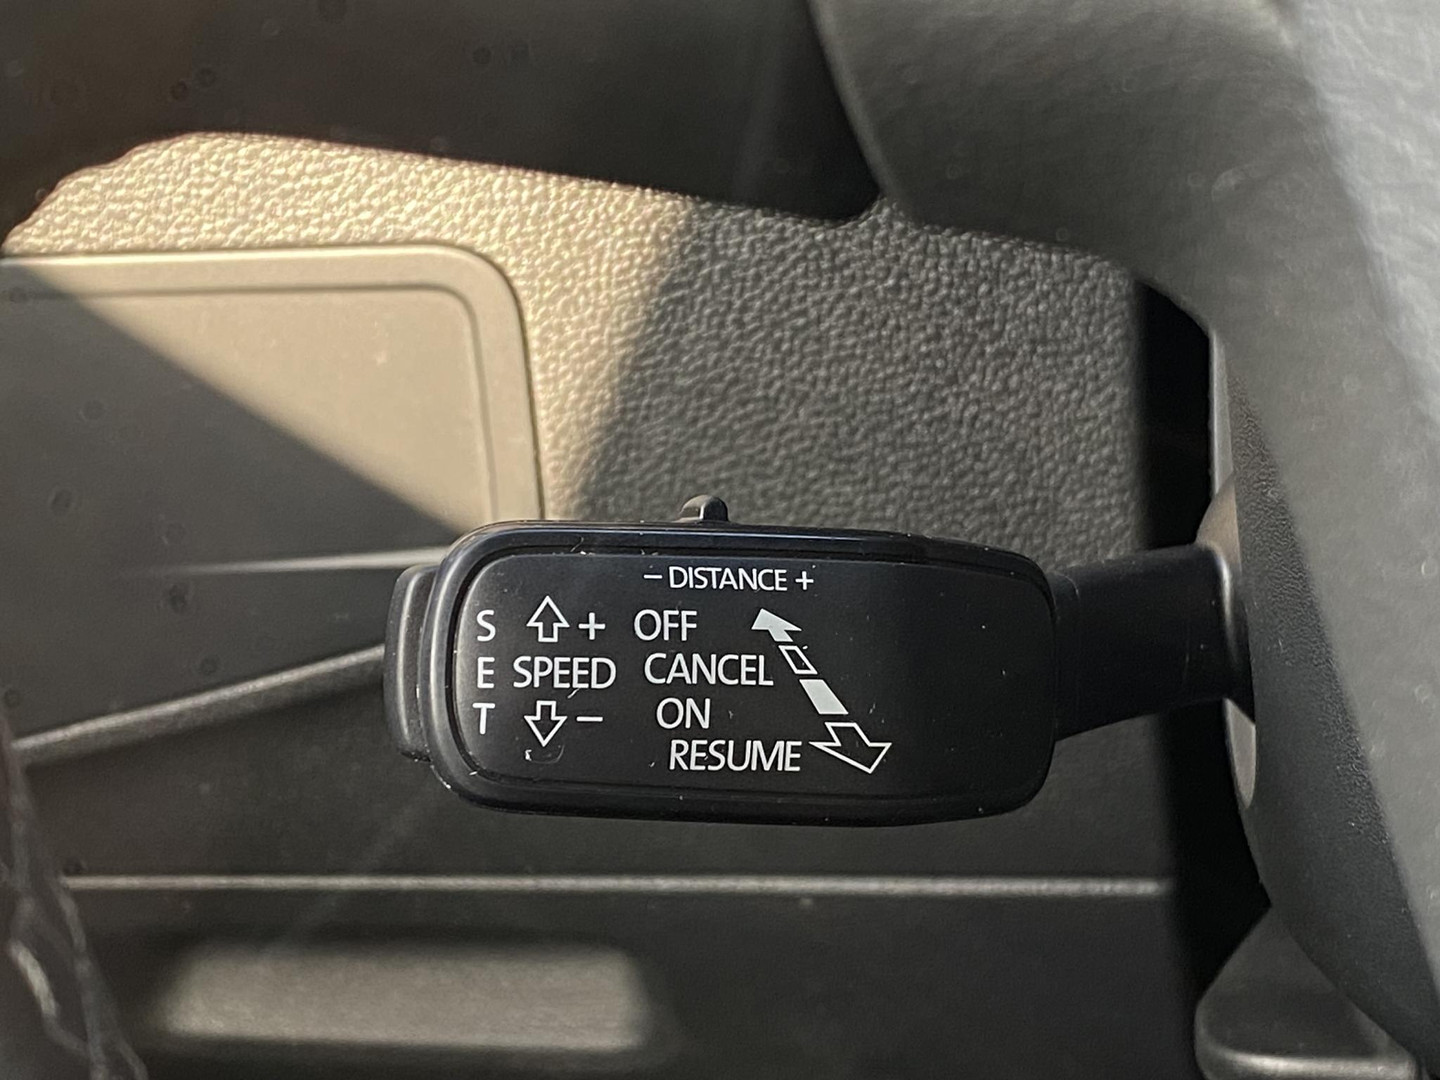 − DISTANCE +
S + OFF
E SPEED CANCEL
T − ON
RESUME